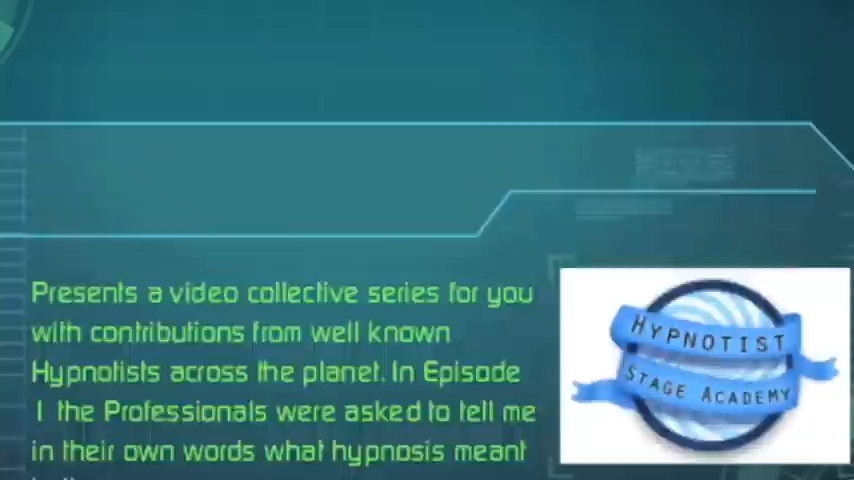 Presents a video collective series for you
with contributions from well known
Hypnotists across the planet. In Episode
1 the Professionals were asked to tell me
in their own words what hypnosis meant
HYPNOTIST
STAGE ACADEMY